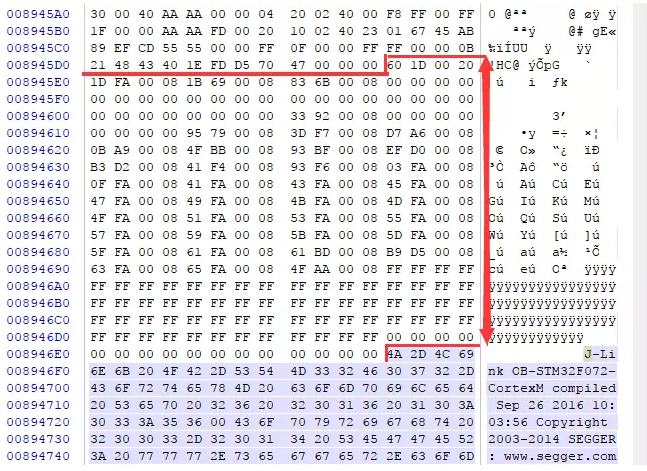 008945A0 30 00 40 AA AA 00 00 04 20 02 40 00 F8 FF 00 FF 0 @ªª @ øÿ ÿ
008945B0 1F 00 00 AA AA FD 00 20 10 02 40 23 01 67 45 AB ªªý @# gE«
008945C0 89 EF CD 55 55 00 00 FF 0F 00 00 FF FF 00 00 0B ‰ïÍUU ÿ ÿÿ
008945D0 21 48 43 40 1E FD D5 70 47 00 00 00 60 1D 00 20 !HC@ ýÕpG `
008945E0 1D FA 00 08 1B 69 00 08 83 6B 00 08 00 00 00 00 ú i ƒk
008945F0 00 00 00 00 00 00 00 00 00 00 00 00 00 00 00 00
00894600 00 00 00 00 00 00 00 00 33 92 00 08 00 00 00 00 3’
00894610 00 00 00 00 95 79 00 08 3D F7 00 08 D7 A6 00 08 •y =÷ ×¦
00894620 0B A9 00 08 4F BB 00 08 93 BF 00 08 EF D0 00 08 © O» “¿ ïÐ
00894630 B3 D2 00 08 41 F4 00 08 93 F6 00 08 03 FA 00 08 ³Ò Aô “ö ú
00894640 0F FA 00 08 41 FA 00 08 43 FA 00 08 45 FA 00 08 ú Aú Cú Eú
00894650 47 FA 00 08 49 FA 00 08 4B FA 00 08 4D FA 00 08 Gú Iú Kú Mú
00894660 4F FA 00 08 51 FA 00 08 53 FA 00 08 55 FA 00 08 Oú Qú Sú Uú
00894670 57 FA 00 08 59 FA 00 08 5B FA 00 08 5D FA 00 08 Wú Yú [ú ]ú
00894680 5F FA 00 08 61 FA 00 08 61 BD 00 08 B9 D5 00 08 _ú aú a½ ¹Õ
00894690 63 FA 00 08 65 FA 00 08 4F AA 00 08 FF FF FF FF cú eú Oª ÿÿÿÿ
008946A0 FF FF FF FF FF FF FF FF FF FF FF FF FF FF FF FF ÿÿÿÿÿÿÿÿÿÿÿÿÿÿÿÿ
008946B0 FF FF FF FF FF FF FF FF FF FF FF FF FF FF FF FF ÿÿÿÿÿÿÿÿÿÿÿÿÿÿÿÿ
008946C0 FF FF FF FF FF FF FF FF FF FF FF FF FF FF FF FF ÿÿÿÿÿÿÿÿÿÿÿÿÿÿÿÿ
008946D0 FF FF FF FF FF FF FF FF FF FF FF FF 00 00 00 00 ÿÿÿÿÿÿÿÿÿÿÿÿ
008946E0 00 00 00 00 00 00 00 00 00 00 00 00 4A 2D 4C 69 J-Li
008946F0 6E 6B 20 4F 42 2D 53 54 4D 33 32 46 30 37 32 2D nk OB-STM32F072-
00894700 43 6F 72 74 65 78 4D 20 63 6F 6D 70 69 6C 65 64 CortexM compiled
00894710 20 53 65 70 20 32 36 20 32 30 31 36 20 31 30 3A Sep 26 2016 10:
00894720 30 33 3A 35 36 00 43 6F 70 79 72 69 67 68 74 20 03:56 Copyright
00894730 32 30 30 33 2D 32 30 31 34 20 53 45 47 47 45 52 2003-2014 SEGGER
00894740 3A 20 77 77 77 2E 73 65 67 67 65 72 2E 63 6F 6D : www.segger.com